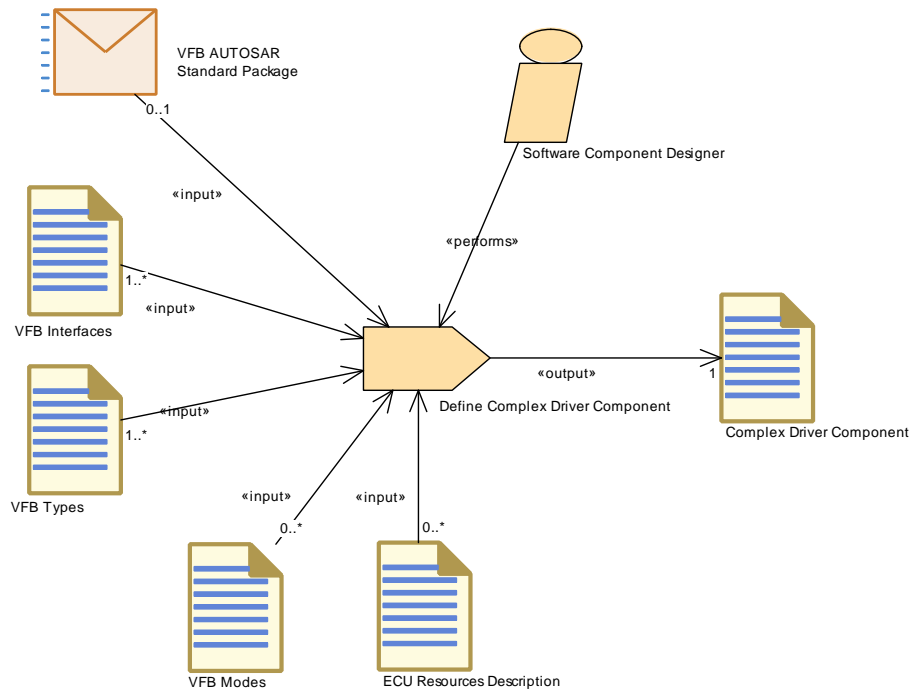 VFB AUTOSAR
Standard Package
0..1
Software Component Designer
«input»
«performs»
1..*
«input»
VFB Interfaces
«output»
1
«input»
Define Complex Driver Component
1..*
Complex Driver Component
VFB Types
«input»
«input»
0..*
0..*
VFB Modes
ECU Resources Description